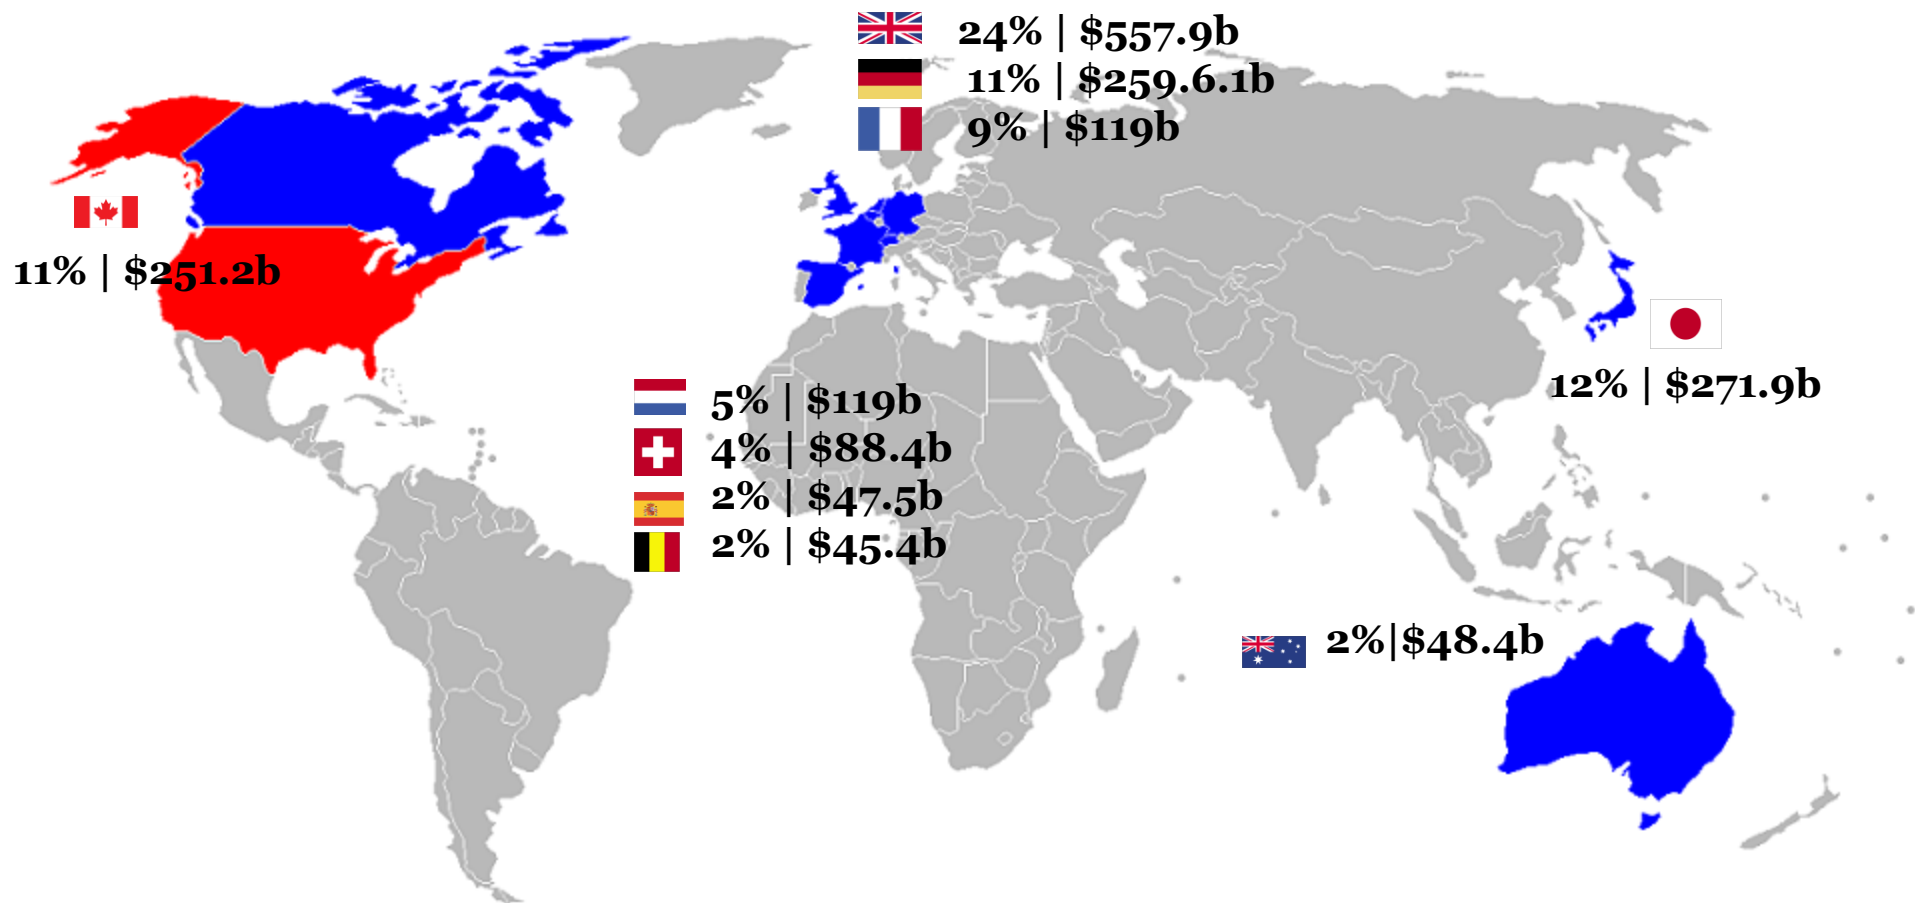 24% | $557.9b
11% | $259.6.1b
9% | $119b
11% | $251.2b
12% | $271.9b
5% | $119b
4% | $88.4b
2% | $47.5b
2% | $45.4b
2%|$48.4b